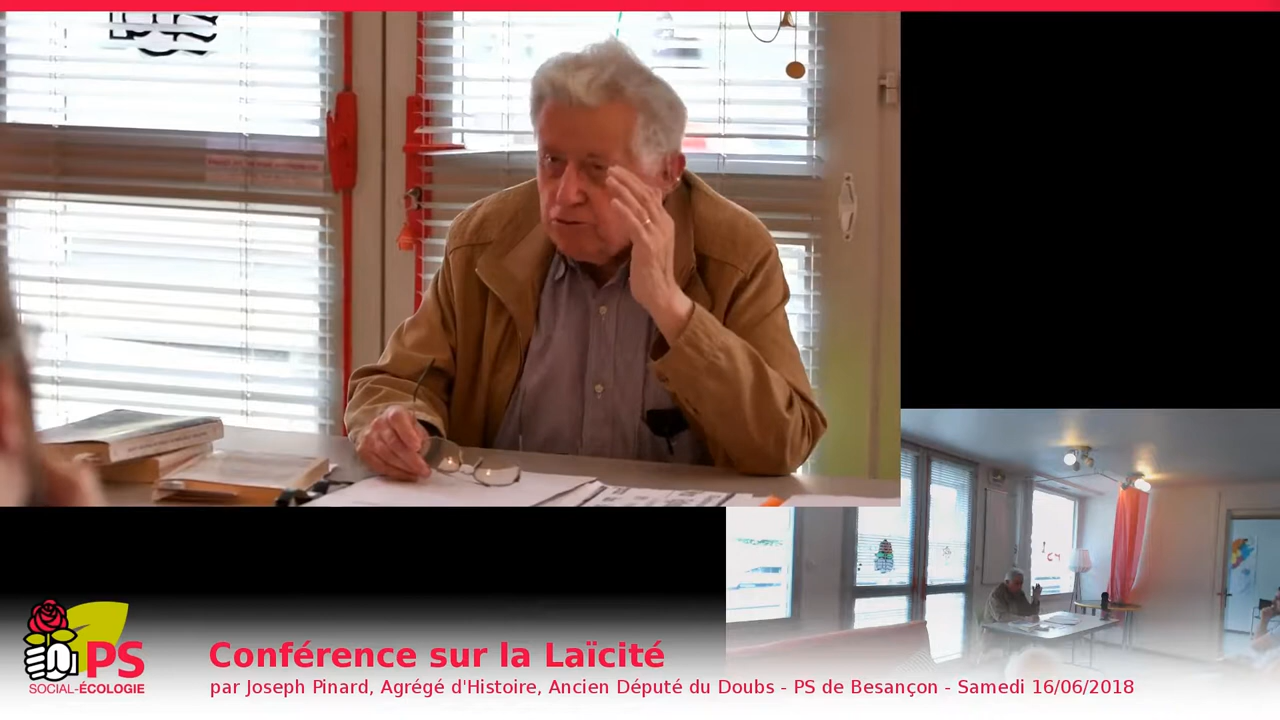 PS
SOCIAL-ÉCOLOGIE
Conférence sur la Laïcité
par Joseph Pinard, Agrégé d'Histoire, Ancien Député du Doubs - PS de Besançon - Samedi 16/06/2018